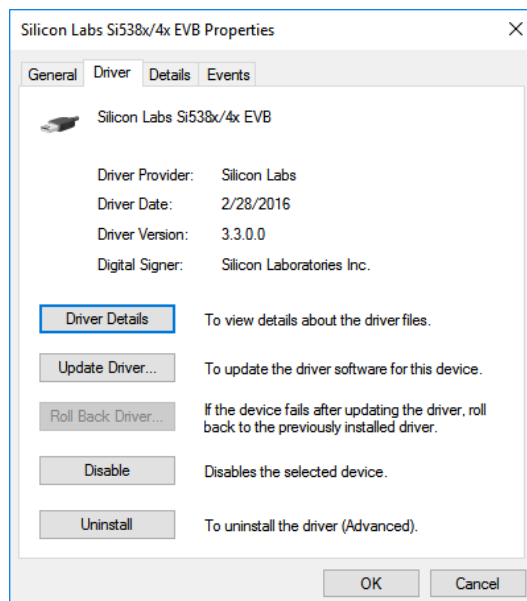 Silicon Labs Si538x/4x EVB Properties
General Driver Details Events
Silicon Labs Si538x/4x EVB
Driver Provider: Silicon Labs
Driver Date: 2/28/2016
Driver Version: 3.3.0.0
Digital Signer: Silicon Laboratories Inc.
Driver Details To view details about the driver files.
Update Driver... To update the driver software for this device.
Roll Back Driver... If the device fails after updating the driver, roll
back to the previously installed driver.
Disable Disables the selected device.
Uninstall To uninstall the driver (Advanced).
OK Cancel